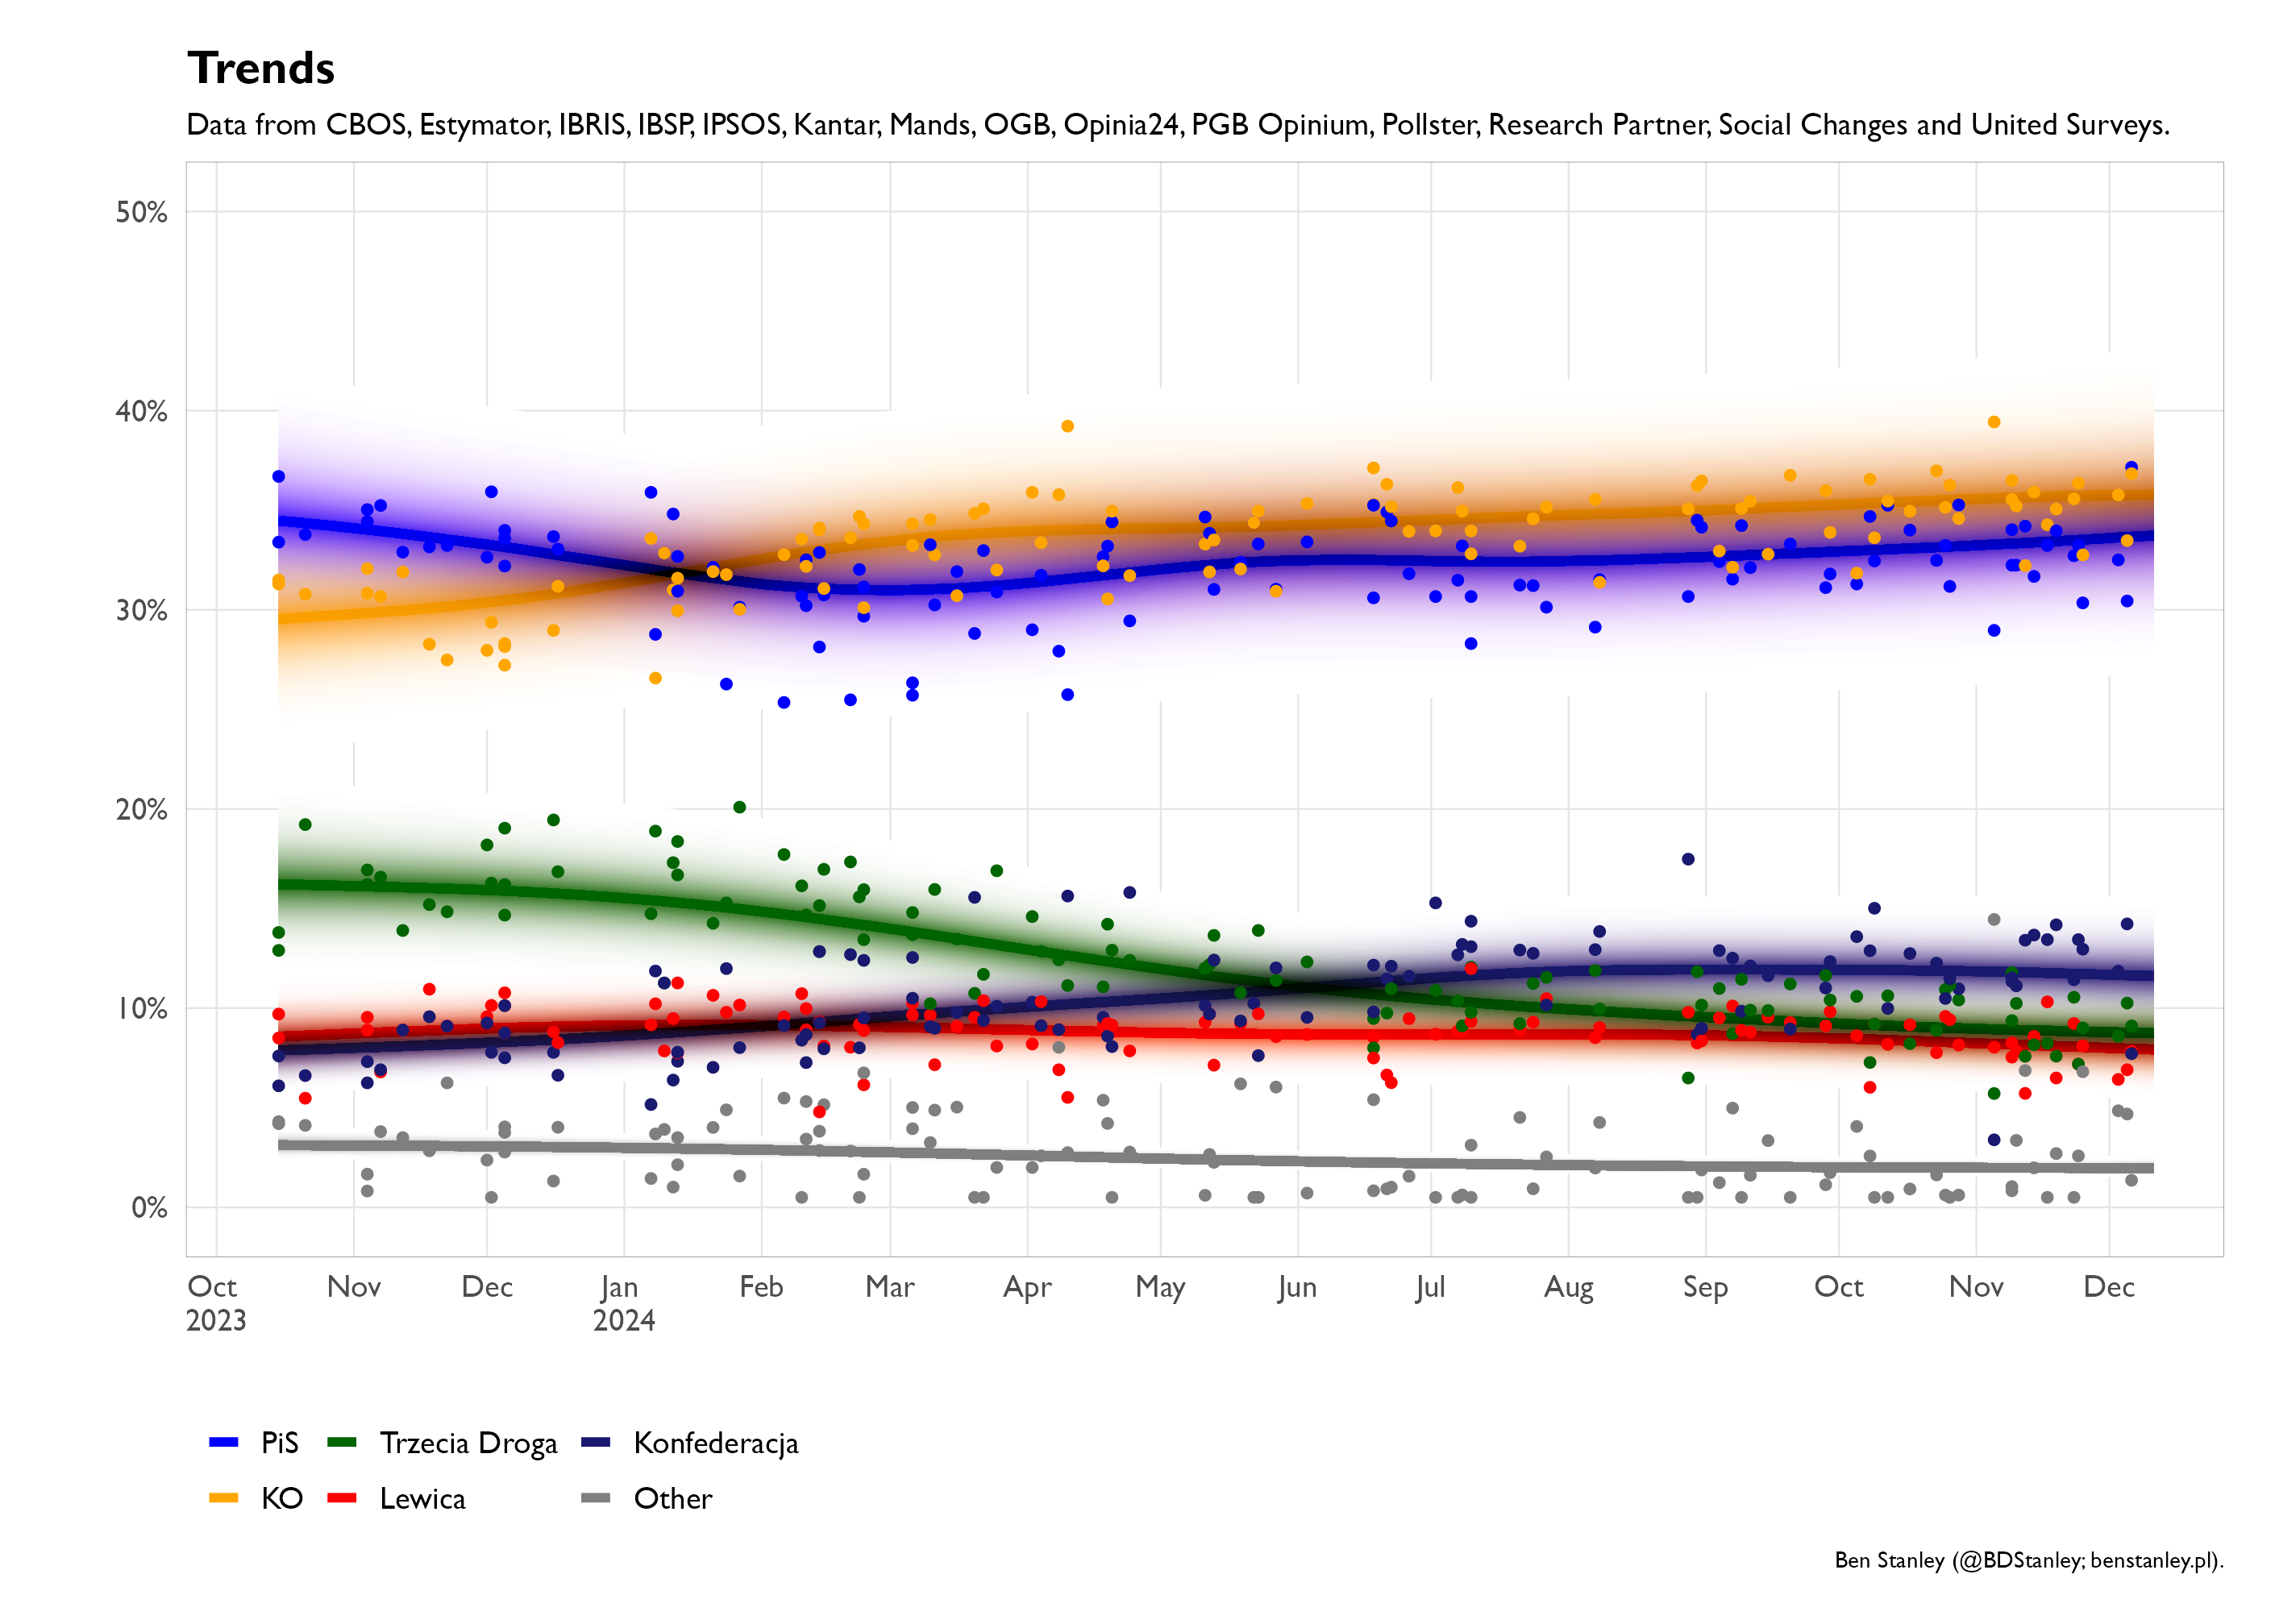 Trends
Data from CBOS, Estymator, IBRIS, IBSP, IPSOS, Kantar, Mands, OGB, Opinia24, PGB Opinium, Pollster, Research Partner, Social Changes and United Surveys.
50%
40%
30%
20%
10%
0%
Oct Nov Dec Jan Feb Mar Apr May Jun Jul Aug Sep Oct Nov Dec
2023 2024
PiS Trzecia Droga Konfederacja
KO Lewica Other
Ben Stanley (@BDStanley; benstanley.pl).